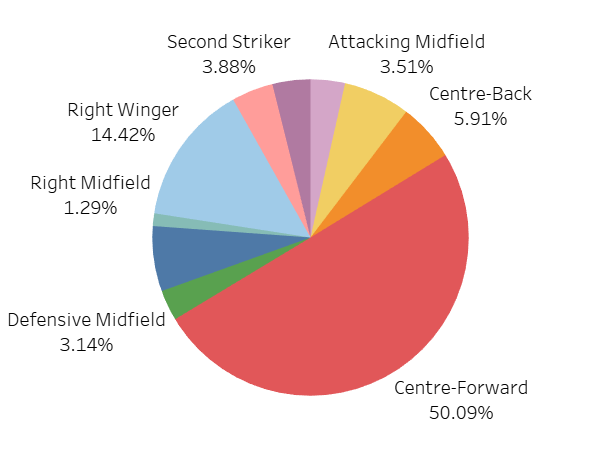 Second Striker
3.88%
Attacking Midfield
3.51%
Centre-Back
5.91%
Right Winger
14.42%
Right Midfield
1.29%
Defensive Midfield
3.14%
Centre-Forward
50.09%